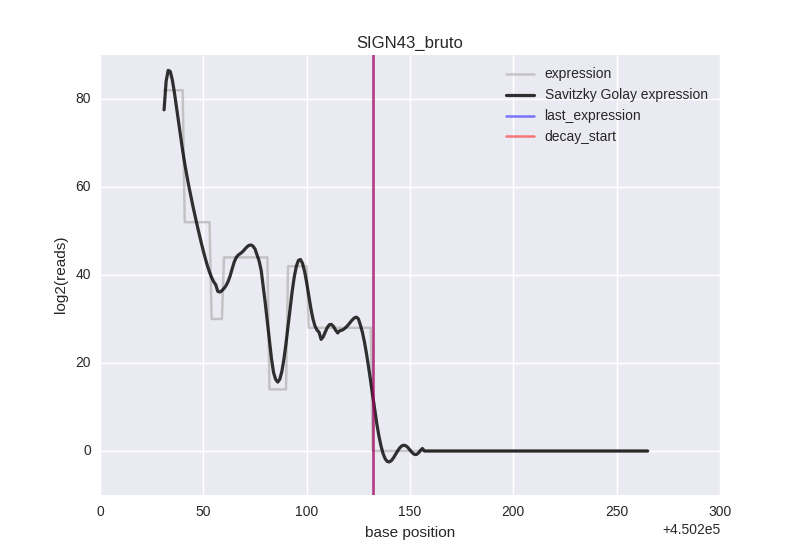 SIGN43_bruto
expression
Savitzky Golay expression
last_expression
decay_start
log2(reads)
80
60
40
20
0
0 50 100 150 200 250 300
+4.502e5
base position